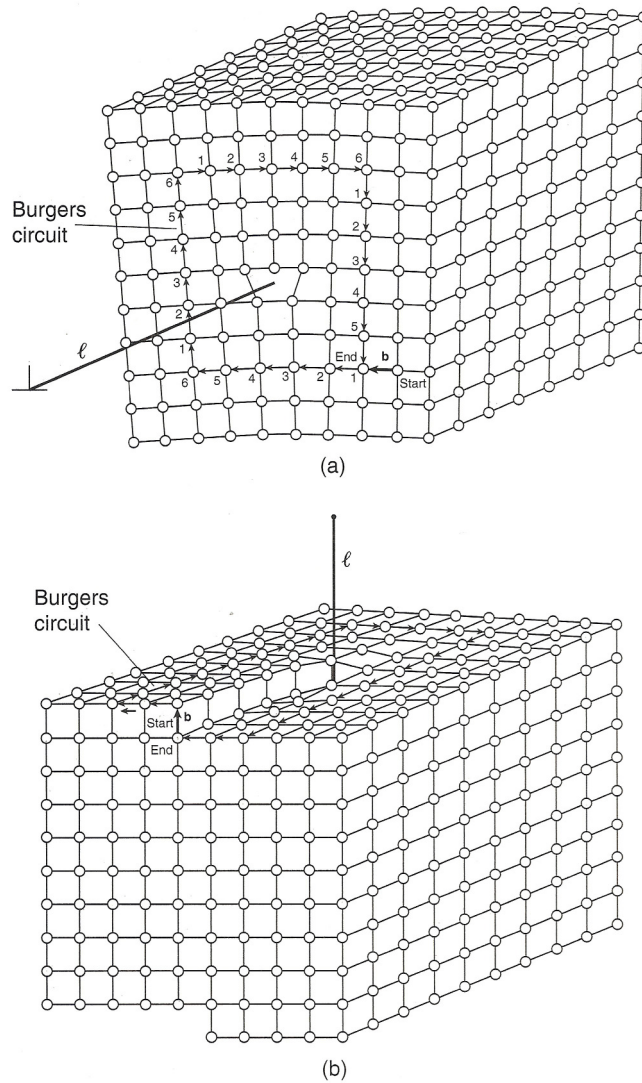 1 2 3 4 5 6
6 1
Burgers
circuit
5 2
4 3
3 4
2 5
ℓ
1 End b
6 5 4 3 2 1 Start
(a)
ℓ
Burgers
circuit
Start b
End
(b)